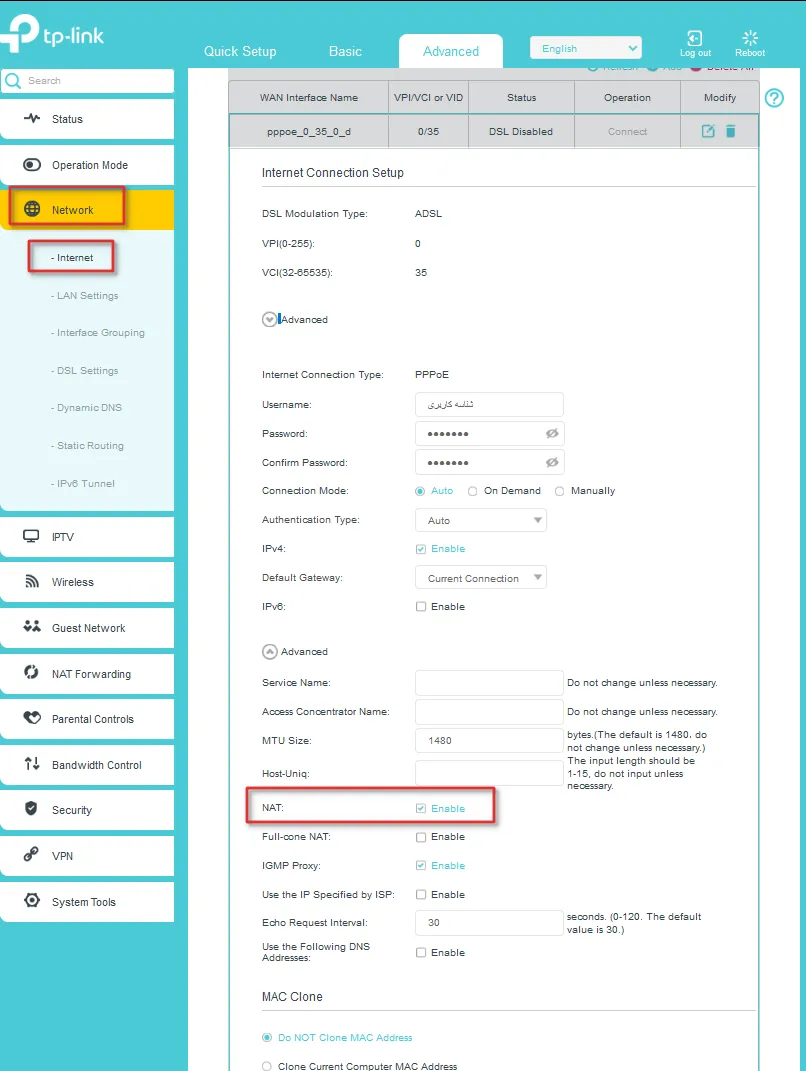 tp-link
Quick Setup
Basic
Advanced
English
Log out
Reboot
Search
Refresh Add Delete All
WAN Interface Name VPI/VCI or VID Status Operation Modify
pppoe_0_35_0_d 0/35 DSL Disabled Connect
Status
Operation Mode
Network
- Internet
- LAN Settings
- Interface Grouping
- DSL Settings
- Dynamic DNS
- Static Routing
- IPv6 Tunnel
IPTV
Wireless
Guest Network
NAT Forwarding
Parental Controls
Bandwidth Control
Security
VPN
System Tools
Internet Connection Setup
DSL Modulation Type: ADSL
VPI(0-255): 0
VCI(32-65535): 35
Advanced
Internet Connection Type: PPPoE
Username: شناسه کاربری
Password:
Confirm Password:
Connection Mode: Auto On Demand Manually
Authentication Type: Auto
IPv4: Enable
Default Gateway: Current Connection
IPv6: Enable
Advanced
Service Name: Do not change unless necessary.
Access Concentrator Name: Do not change unless necessary.
MTU Size: 1480 bytes.(The default is 1480, do
not change unless necessary.)
Host-Uniq: The input length should be
1-15, do not input unless
necessary.
NAT: Enable
Full-cone NAT: Enable
IGMP Proxy: Enable
Use the IP Specified by ISP: Enable
Echo Request Interval: 30 seconds. (0-120. The default
value is 30.)
Use the Following DNS
Addresses: Enable
MAC Clone
Do NOT Clone MAC Address
Clone Current Computer MAC Address